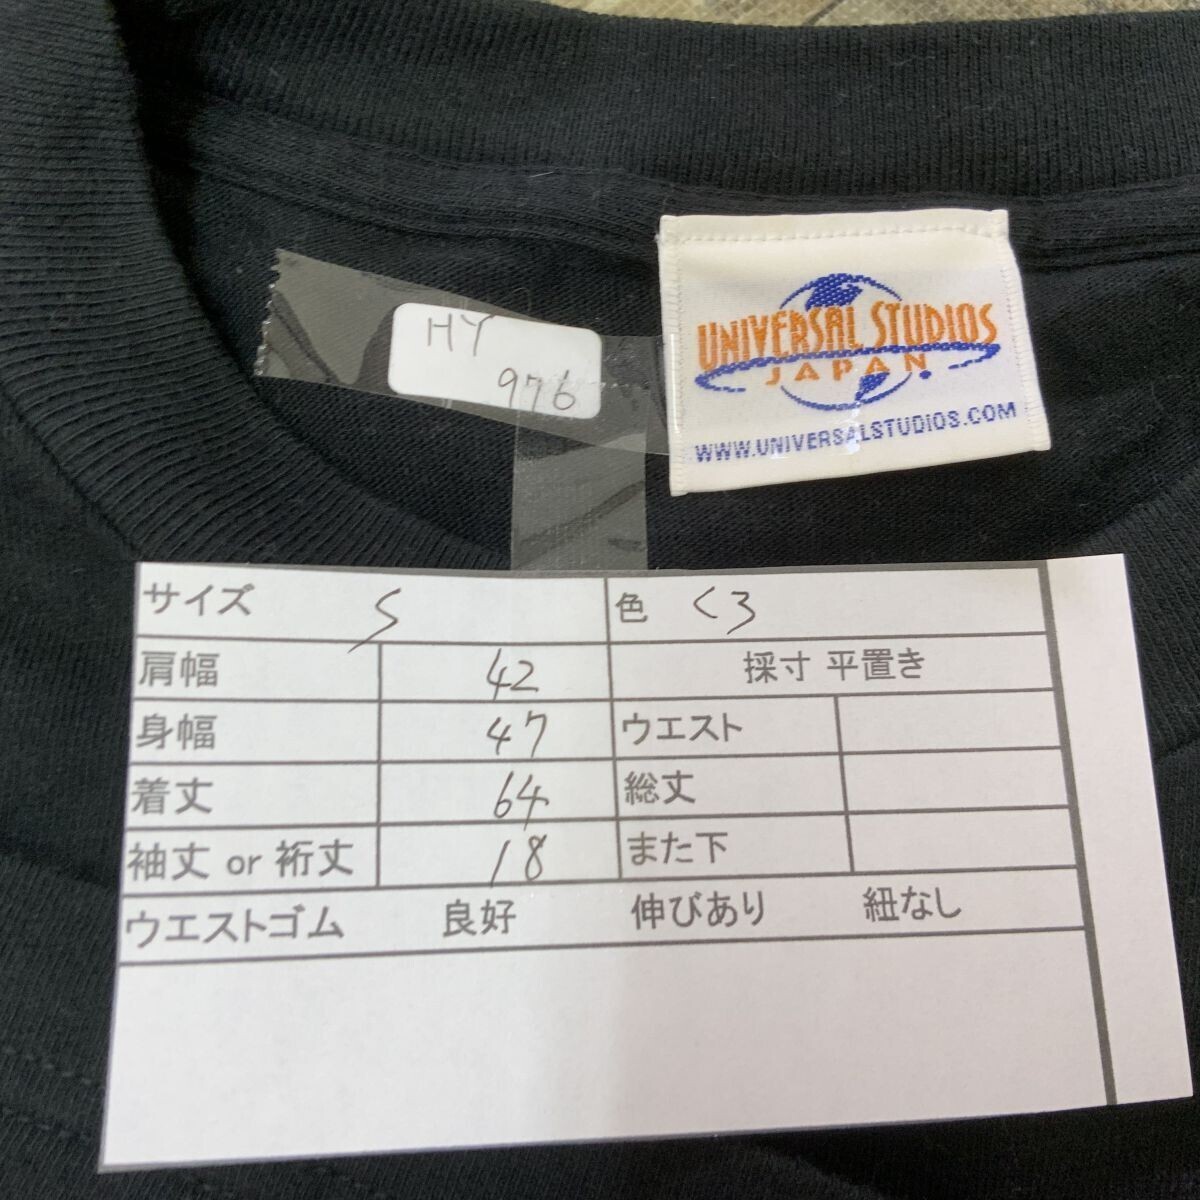 HY
976
UNIVERSAL STUDIOS
JAPAN
WWW.UNIVERSALSTUDIOS.COM
サイズ S 色 くろ
肩幅 42 採寸 平置き
身幅 47 ウエスト
着丈 64 総丈
袖丈 or 裄丈 18 また下
ウエストゴム 良好 伸びあり 紐なし